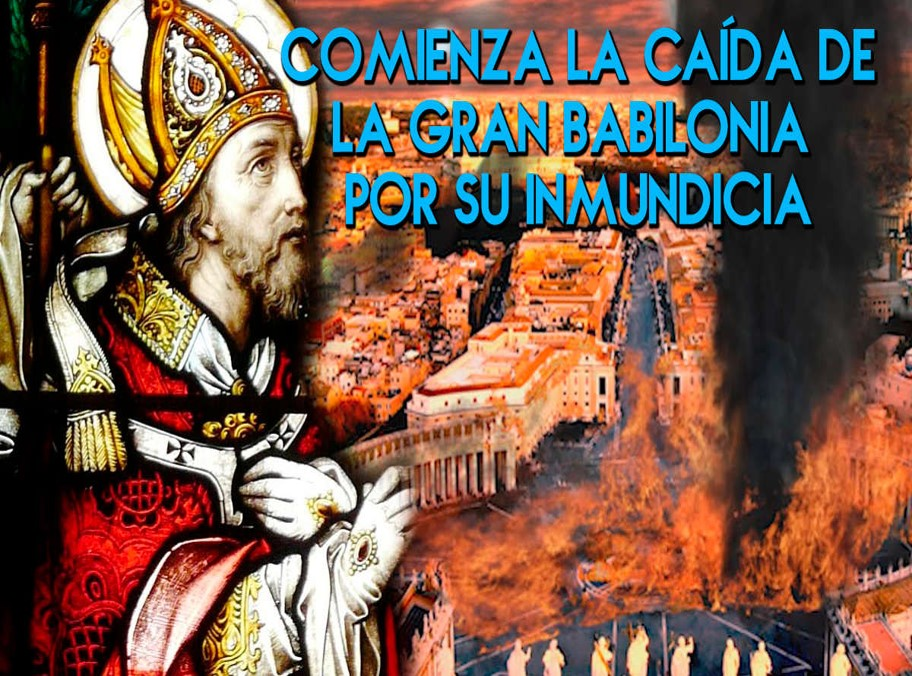 COMIENZA LA CAÍDA DE
LA GRAN BABILONIA
POR SU INMUNDICIA